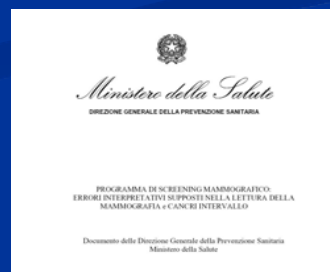 Ministero della Salute
DIREZIONE GENERALE DELLA PREVENZIONE SANITARIA
PROGRAMMA DI SCREENING MAMMOGRAFICO:
ERRORI INTERPRETATIVI SUPPOSTI NELLA LETTURA DELLA
MAMMOGRAFIA e CANCRI INTERVALLO
Documento delle Direzione Generale della Prevenzione Sanitaria
Ministero della Salute